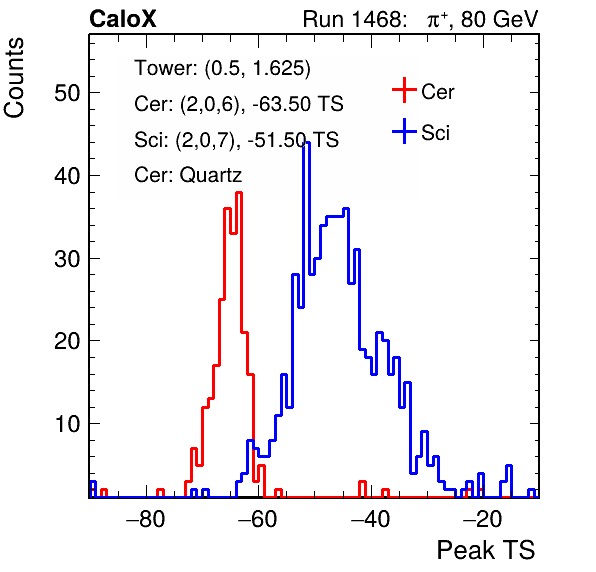 CaloX Run 1468: π⁺, 80 GeV
Counts
Tower: (0.5, 1.625)
Cer: (2,0,6), -63.50 TS
Sci: (2,0,7), -51.50 TS
Cer: Quartz
Cer
Sci
50
40
30
20
10
−80 −60 −40 −20
Peak TS